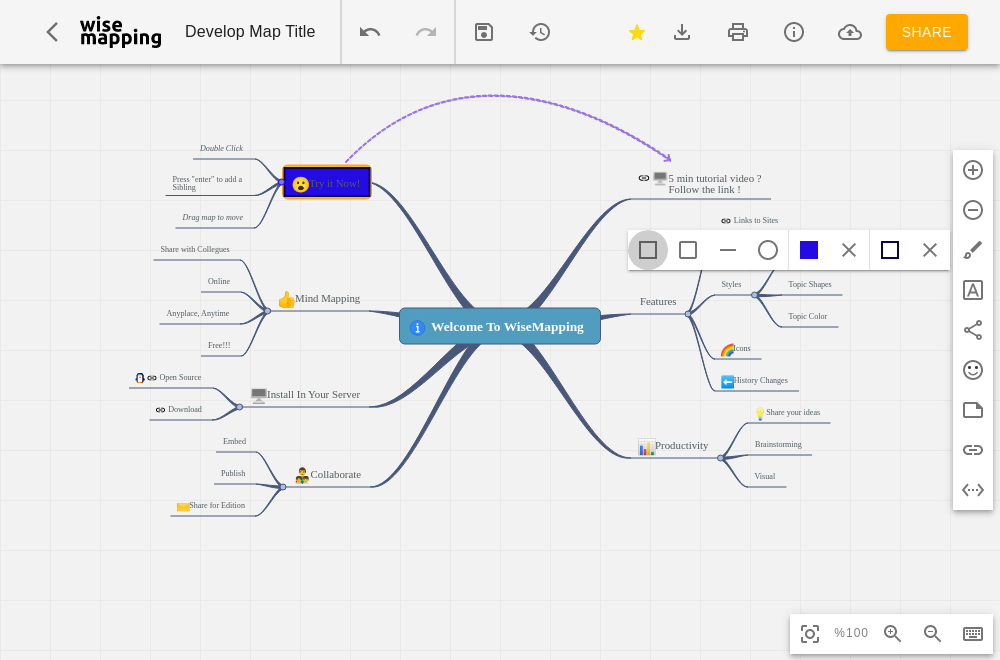 wise
mapping
Develop Map Title
SHARE
Double Click
Press "enter" to add a
Sibling
Drag map to move
Try it Now!
5 min tutorial video ?
Follow the link !
Links to Sites
Share with Collegues
Online
Anyplace, Anytime
Free!!!
Mind Mapping
Welcome To WiseMapping
Features
Styles
Topic Shapes
Topic Color
Icons
History Changes
Open Source
Download
Install In Your Server
Embed
Publish
Share for Edition
Collaborate
Productivity
Share your ideas
Brainstorming
Visual
%100